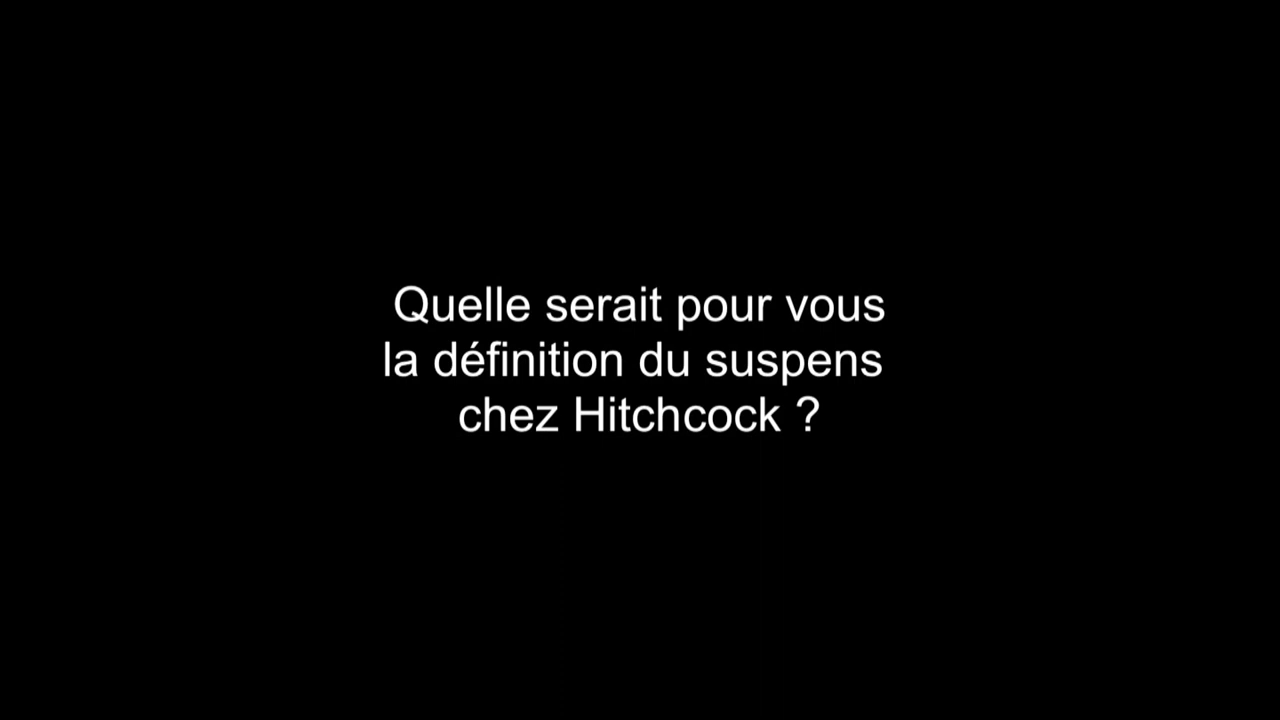 Quelle serait pour vous
la définition du suspens
chez Hitchcock ?